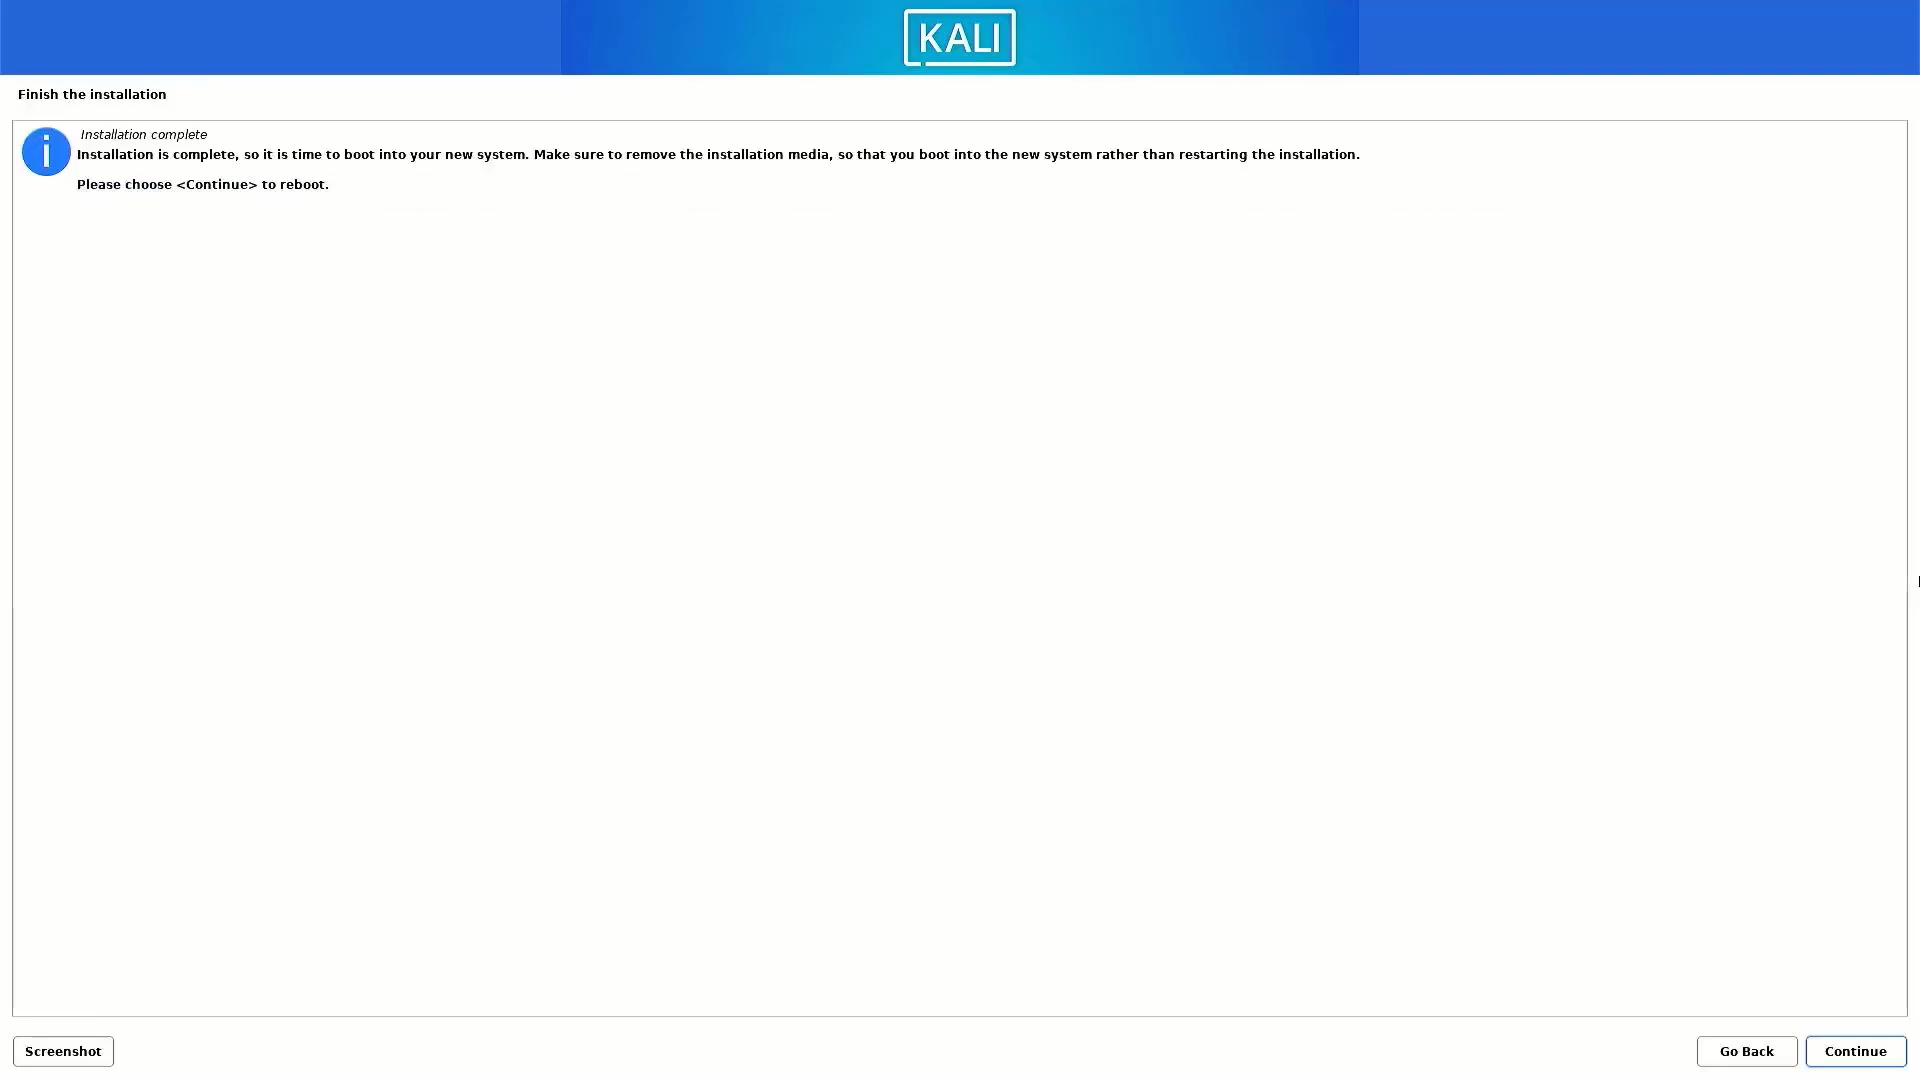 KALI
Finish the installation
Installation complete
Installation is complete, so it is time to boot into your new system. Make sure to remove the installation media, so that you boot into the new system rather than restarting the installation.
Please choose <Continue> to reboot.
Screenshot
Go Back
Continue